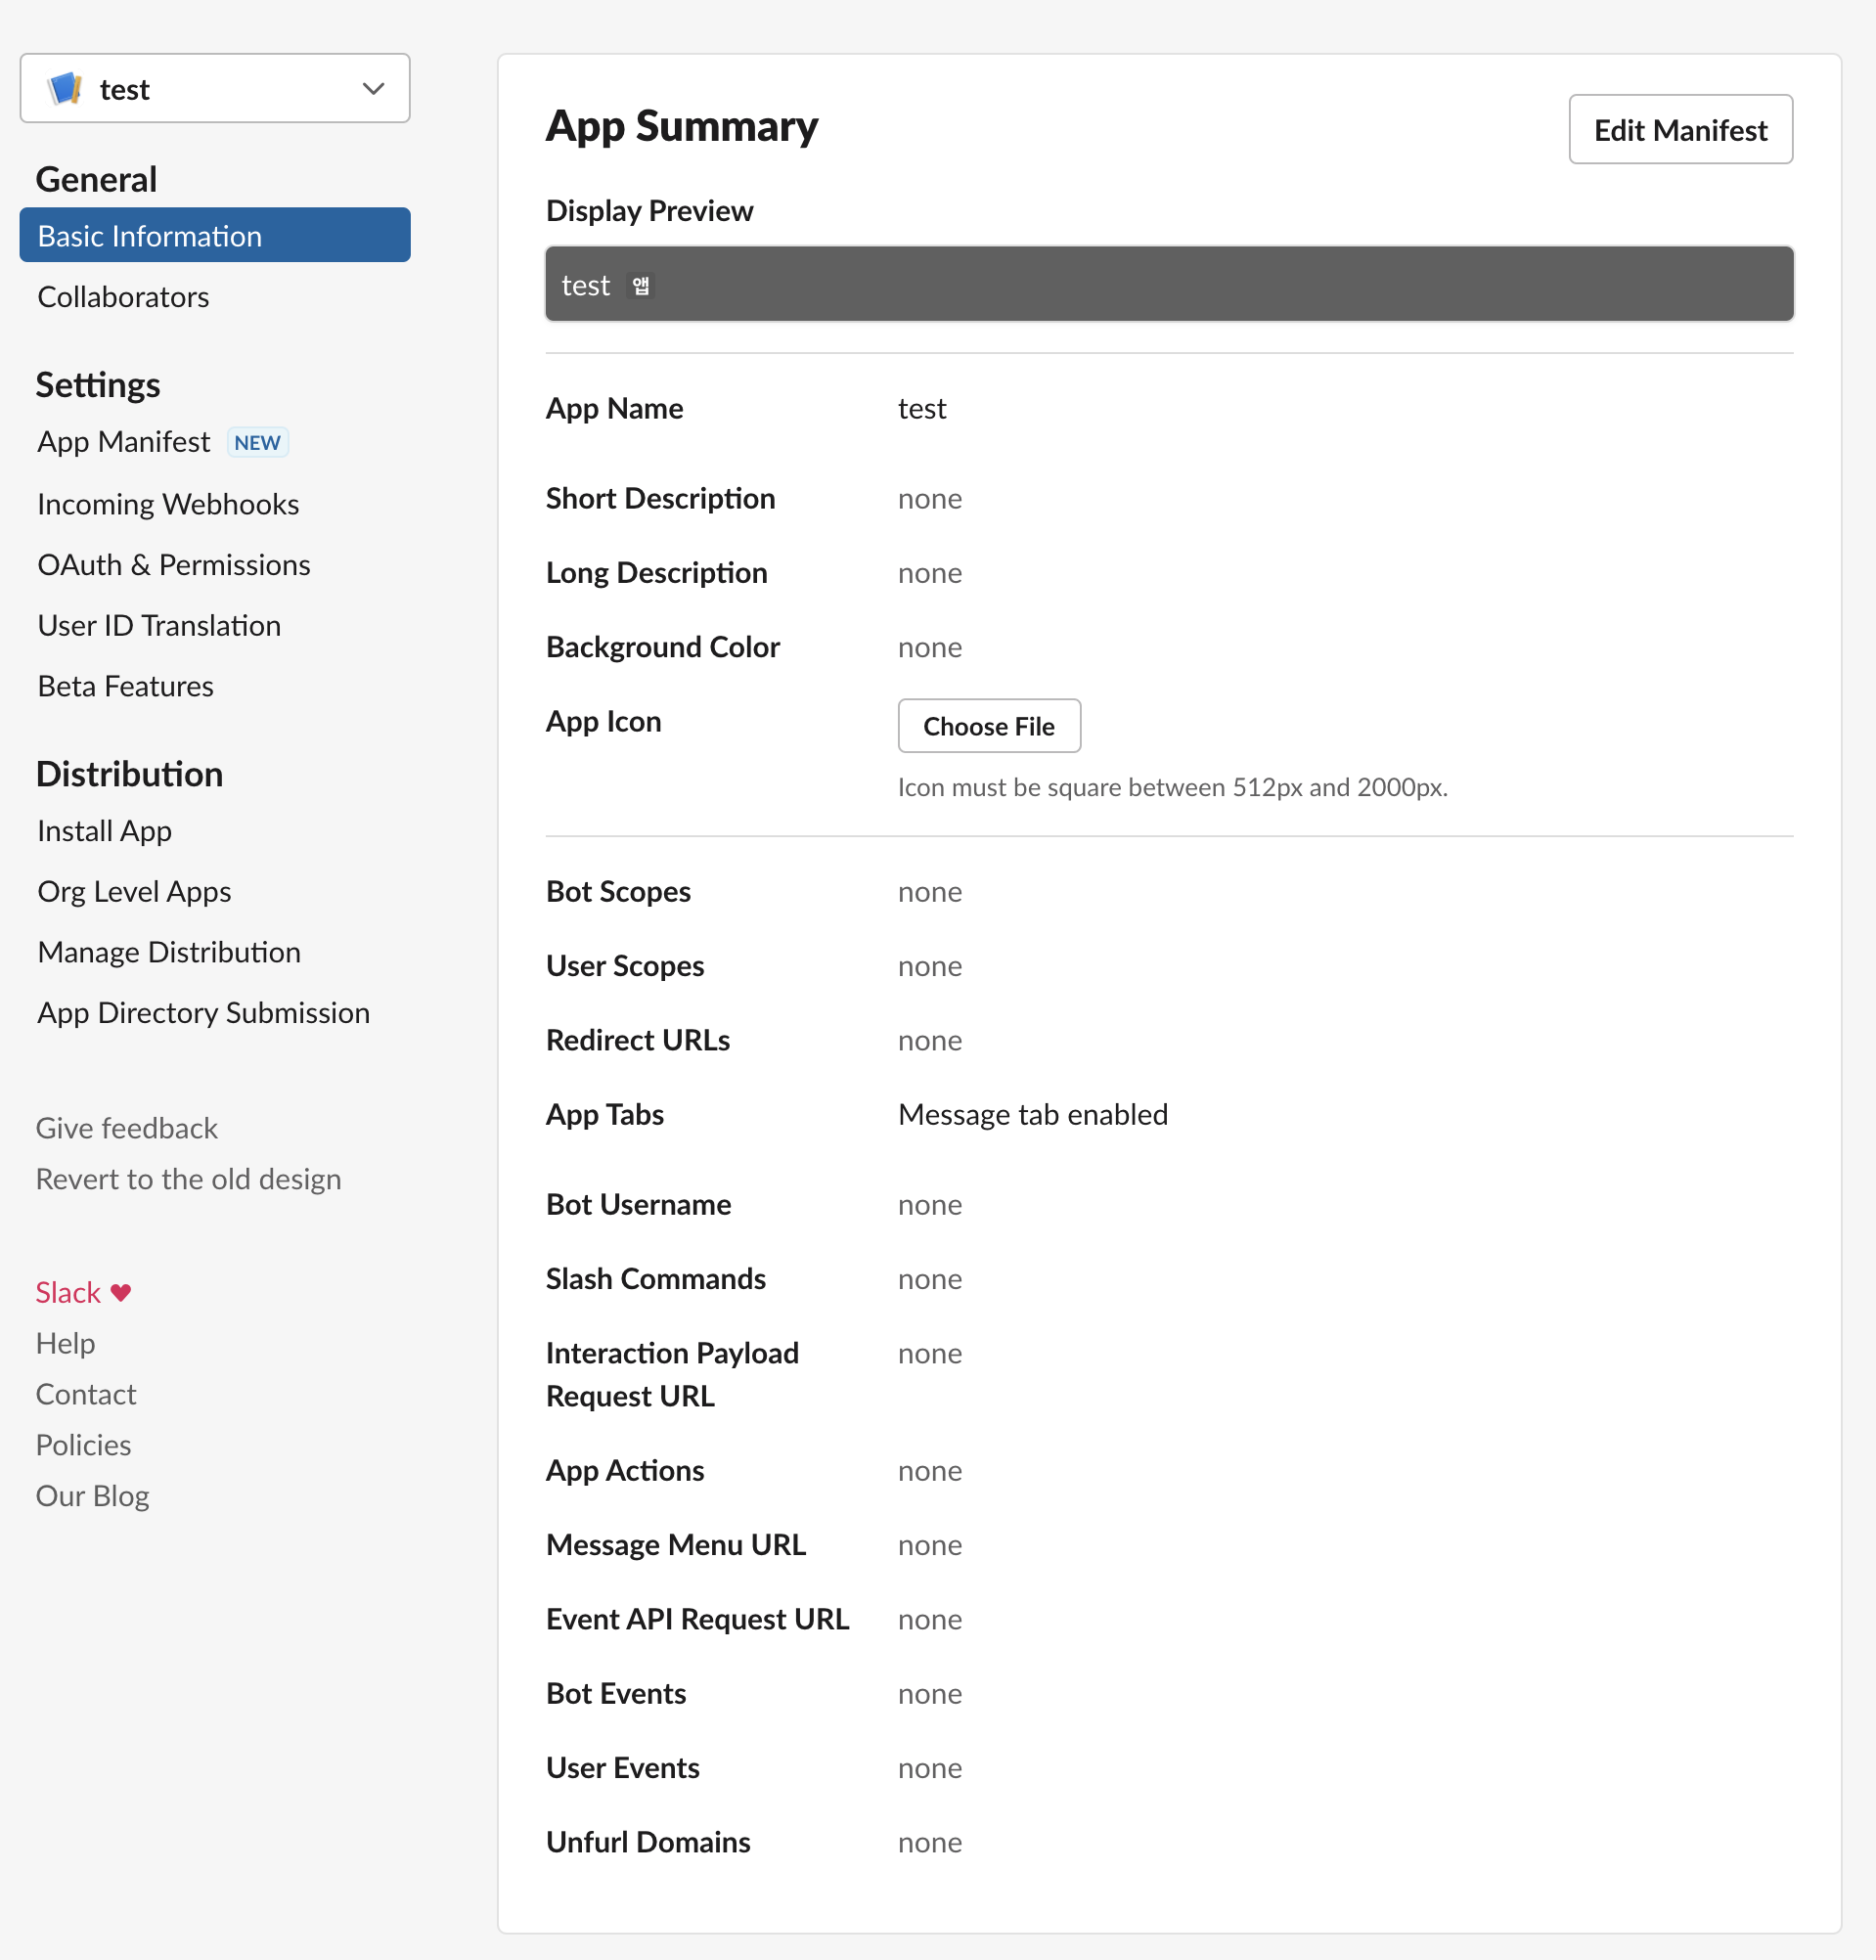 test
General
Basic Information
Collaborators
Settings
App Manifest NEW
Incoming Webhooks
OAuth & Permissions
User ID Translation
Beta Features
Distribution
Install App
Org Level Apps
Manage Distribution
App Directory Submission
Give feedback
Revert to the old design
Slack ♥
Help
Contact
Policies
Our Blog
App Summary
Edit Manifest
Display Preview
test 앱
App Name test
Short Description none
Long Description none
Background Color none
App Icon Choose File
Icon must be square between 512px and 2000px.
Bot Scopes none
User Scopes none
Redirect URLs none
App Tabs Message tab enabled
Bot Username none
Slash Commands none
Interaction Payload none
Request URL
App Actions none
Message Menu URL none
Event API Request URL none
Bot Events none
User Events none
Unfurl Domains none